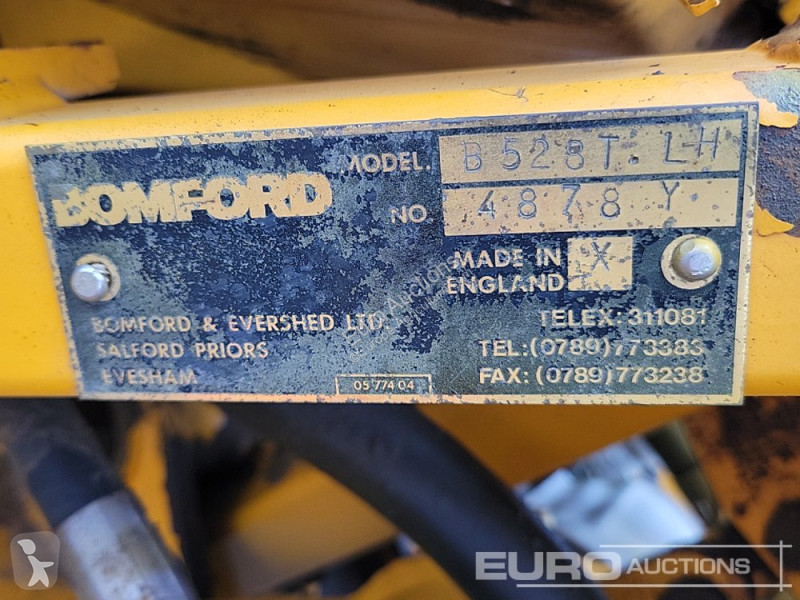 BOMFORD
MODEL. B528T. LH
NO. 4878 Y
MADE IN ENGLAND X
BOMFORD & EVERSHED LTD.
SALFORD PRIORS
EVESHAM
05 774 04
TELEX: 311081
TEL: (0789) 773383
FAX: (0789) 773238
EURO AUCTIONS